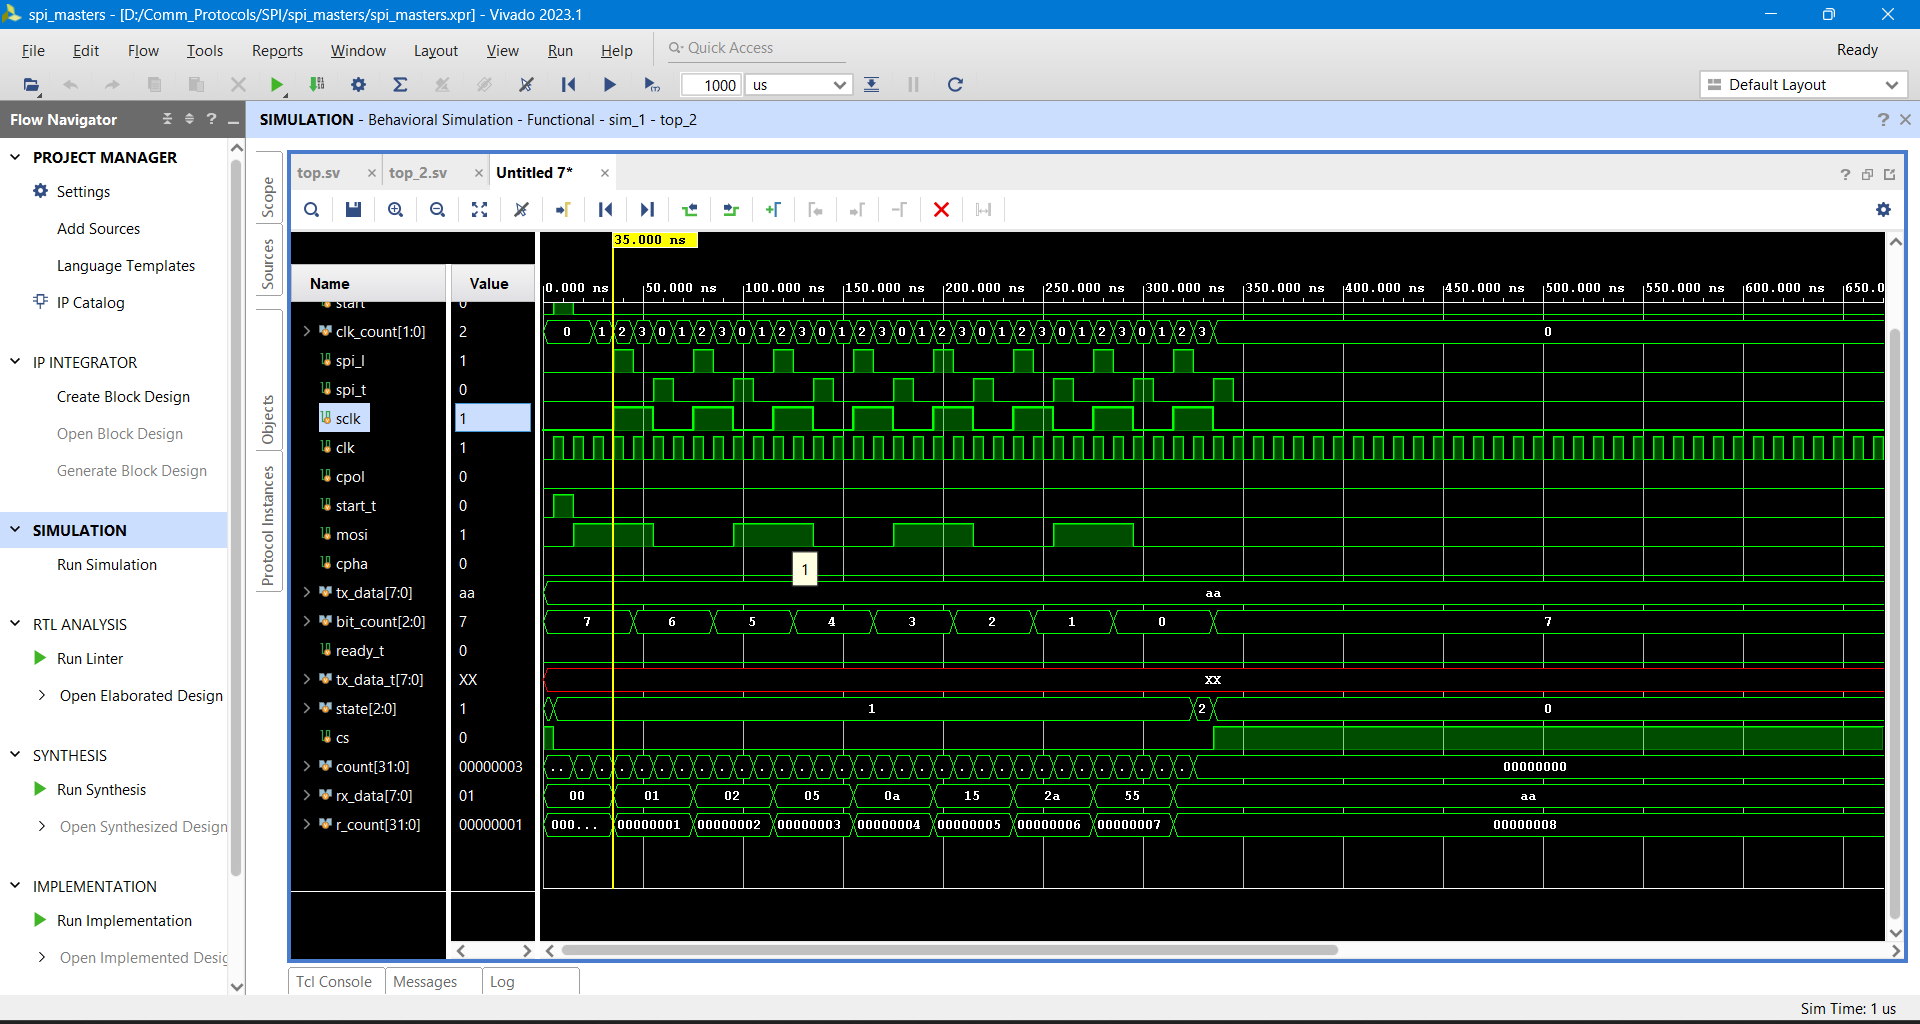 spi_masters - [D:/Comm_Protocols/SPI/spi_masters/spi_masters.xpr] - Vivado 2023.1
File Edit Flow Tools Reports Window Layout View Run Help Quick Access Ready
1000 us Default Layout
Flow Navigator
SIMULATION - Behavioral Simulation - Functional - sim_1 - top_2
PROJECT MANAGER
Settings
Add Sources
Language Templates
IP Catalog
IP INTEGRATOR
Create Block Design
Open Block Design
Generate Block Design
SIMULATION
Run Simulation
RTL ANALYSIS
Run Linter
Open Elaborated Design
SYNTHESIS
Run Synthesis
Open Synthesized Design
IMPLEMENTATION
Run Implementation
Open Implemented Desig
Scope
Sources
Objects
Protocol Instances
top.sv top_2.sv Untitled 7*
35.000 ns
Name Value
0.000 ns 50.000 ns 100.000 ns 150.000 ns 200.000 ns 250.000 ns 300.000 ns 350.000 ns 400.000 ns 450.000 ns 500.000 ns 550.000 ns 600.000 ns 650.0
start 0
clk_count[1:0] 2 0 1 2 3 0 1 2 3 0 1 2 3 0 1 2 3 0 1 2 3 0 1 2 3 0 1 2 3 0 1 2 3 0
spi_l 1
spi_t 0
sclk 1
clk 1
cpol 0
start_t 0
mosi 1
cpha 0
1
tx_data[7:0] aa aa
bit_count[2:0] 7 7 6 5 4 3 2 1 0 7
ready_t 0
tx_data_t[7:0] XX XX
state[2:0] 1 1 2 0
cs 0
count[31:0] 00000003 00000000
rx_data[7:0] 01 00 01 02 05 0a 15 2a 55 aa
r_count[31:0] 00000001 000... 00000001 00000002 00000003 00000004 00000005 00000006 00000007 00000008
Tcl Console Messages Log
Sim Time: 1 us